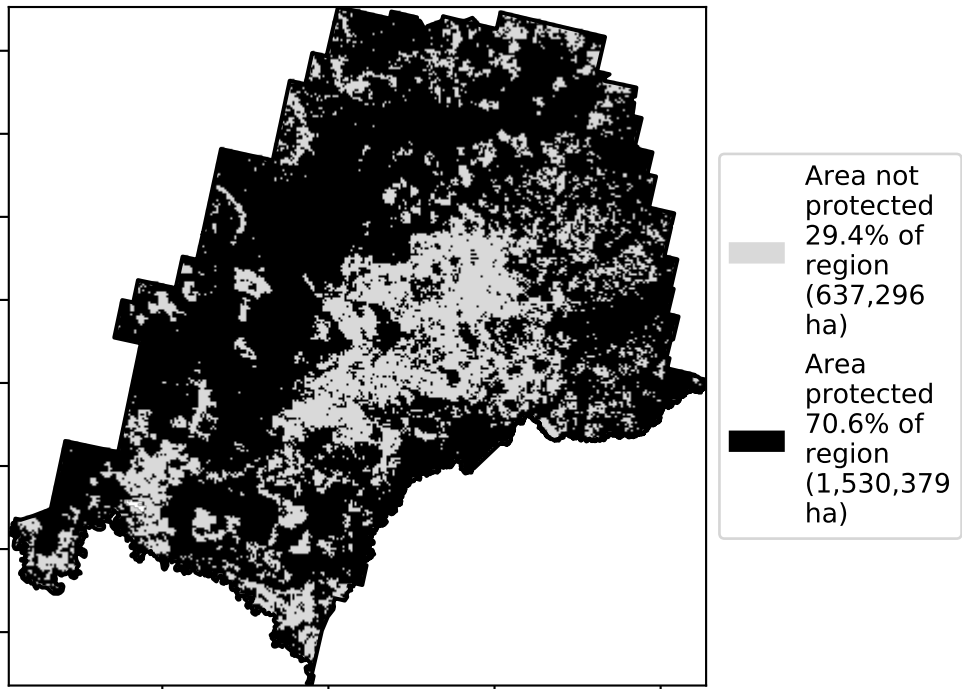 Area not
protected
29.4% of
region
(637,296
ha)
Area
protected
70.6% of
region
(1,530,379
ha)